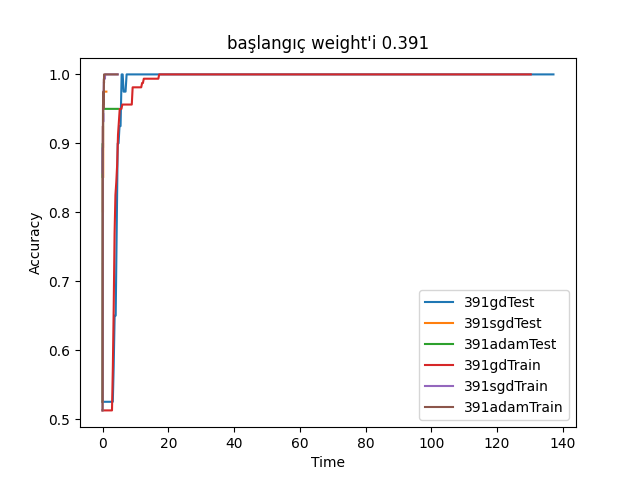 başlangıç weight'i 0.391
1.0
0.9
0.8
0.7
0.6
0.5
Accuracy
0
20
40
60
80
100
120
140
Time
391gdTest
391sgdTest
391adamTest
391gdTrain
391sgdTrain
391adamTrain